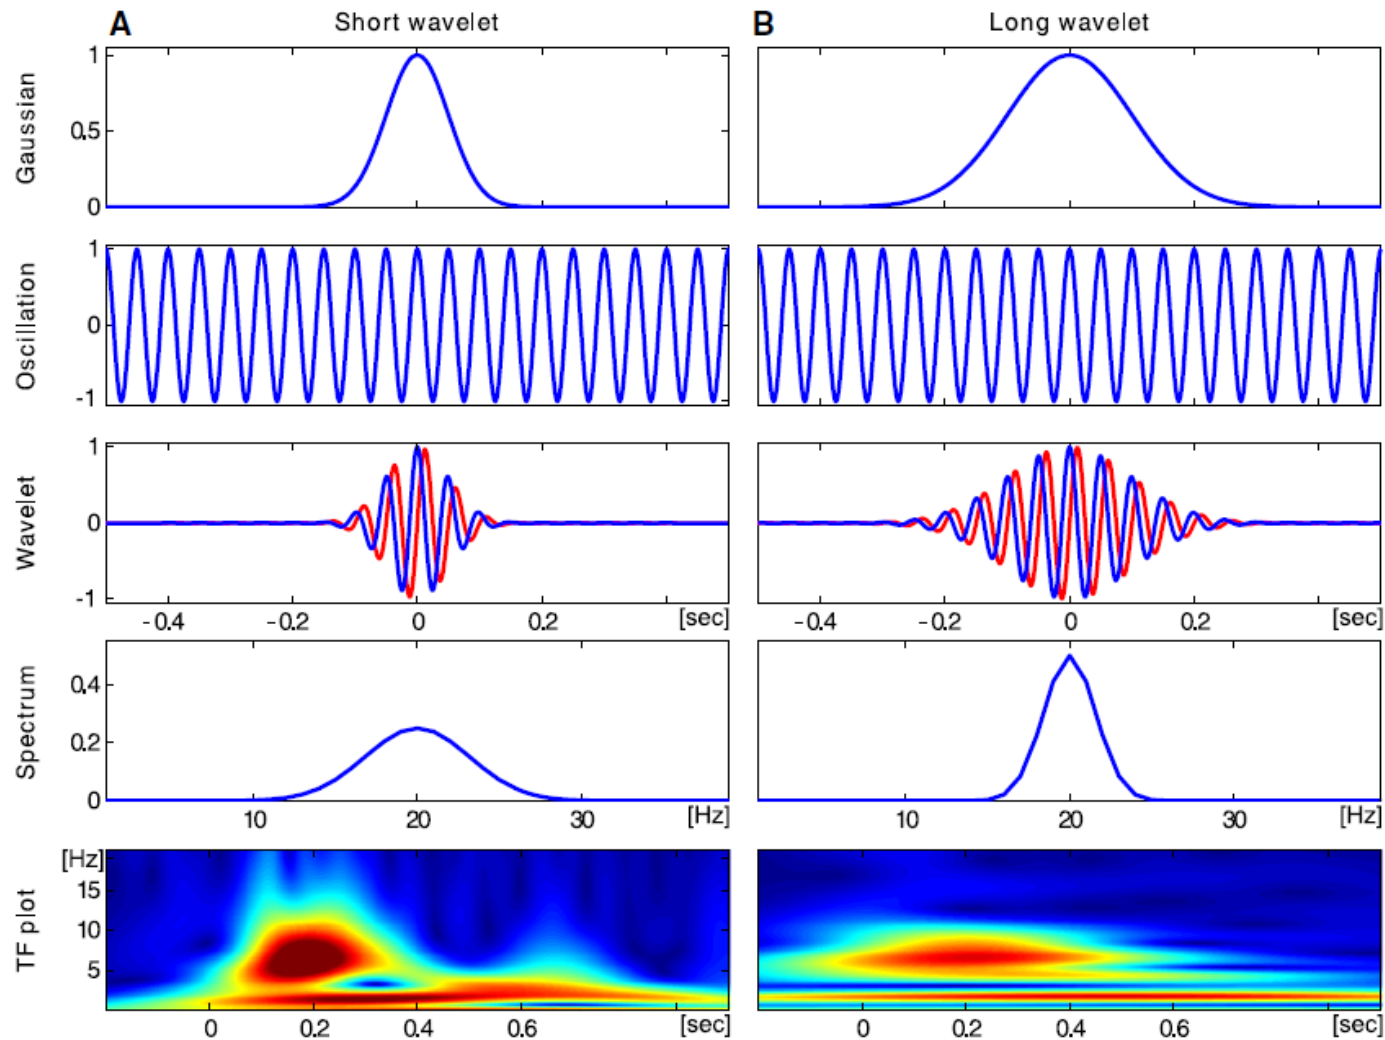 A Short wavelet B Long wavelet
Gaussian
1
0.5
0
Oscillation
1
0
-1
Wavelet
1
0
-1
-0.4 -0.2 0 0.2 [sec]
-0.4 -0.2 0 0.2 [sec]
Spectrum
0.4
0.2
0
10 20 30 [Hz]
10 20 30 [Hz]
TF plot
[Hz]
15
10
5
0 0.2 0.4 0.6 [sec]
0 0.2 0.4 0.6 [sec]